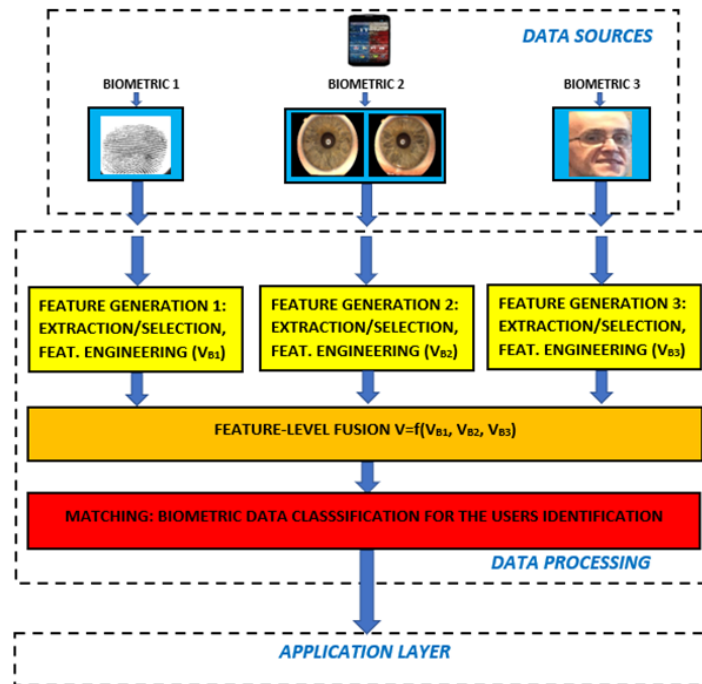 DATA SOURCES
BIOMETRIC 1
BIOMETRIC 2
BIOMETRIC 3
FEATURE GENERATION 1:
EXTRACTION/SELECTION,
FEAT. ENGINEERING (VB1)
FEATURE GENERATION 2:
EXTRACTION/SELECTION,
FEAT. ENGINEERING (VB2)
FEATURE GENERATION 3:
EXTRACTION/SELECTION,
FEAT. ENGINEERING (VB3)
FEATURE-LEVEL FUSION V=f(VB1, VB2, VB3)
MATCHING: BIOMETRIC DATA CLASSSIFICATION FOR THE USERS IDENTIFICATION
DATA PROCESSING
APPLICATION LAYER